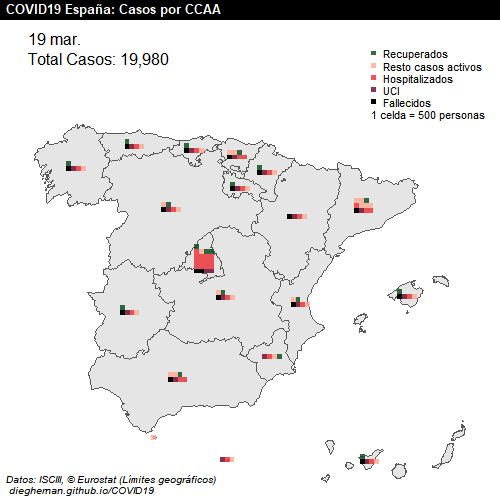 COVID19 España: Casos por CCAA
19 mar.
Total Casos: 19,980
Recuperados
Resto casos activos
Hospitalizados
UCI
Fallecidos
1 celda = 500 personas
Datos: ISCIII, © Eurostat (Límites geográficos)
diegheman.github.io/COVID19